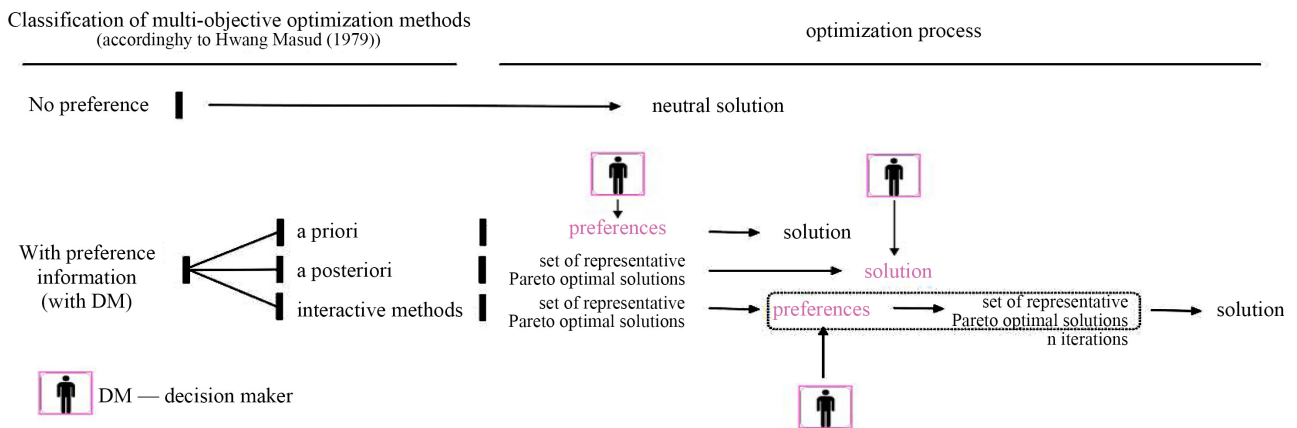 Classification of multi-objective optimization methods
(accordinghy to Hwang Masud (1979))
optimization process
No preference
neutral solution
With preference
information
(with DM)
a priori
preferences
solution
a posteriori
set of representative
Pareto optimal solutions
solution
interactive methods
set of representative
Pareto optimal solutions
preferences
set of representative
Pareto optimal solutions
n iterations
solution
DM — decision maker